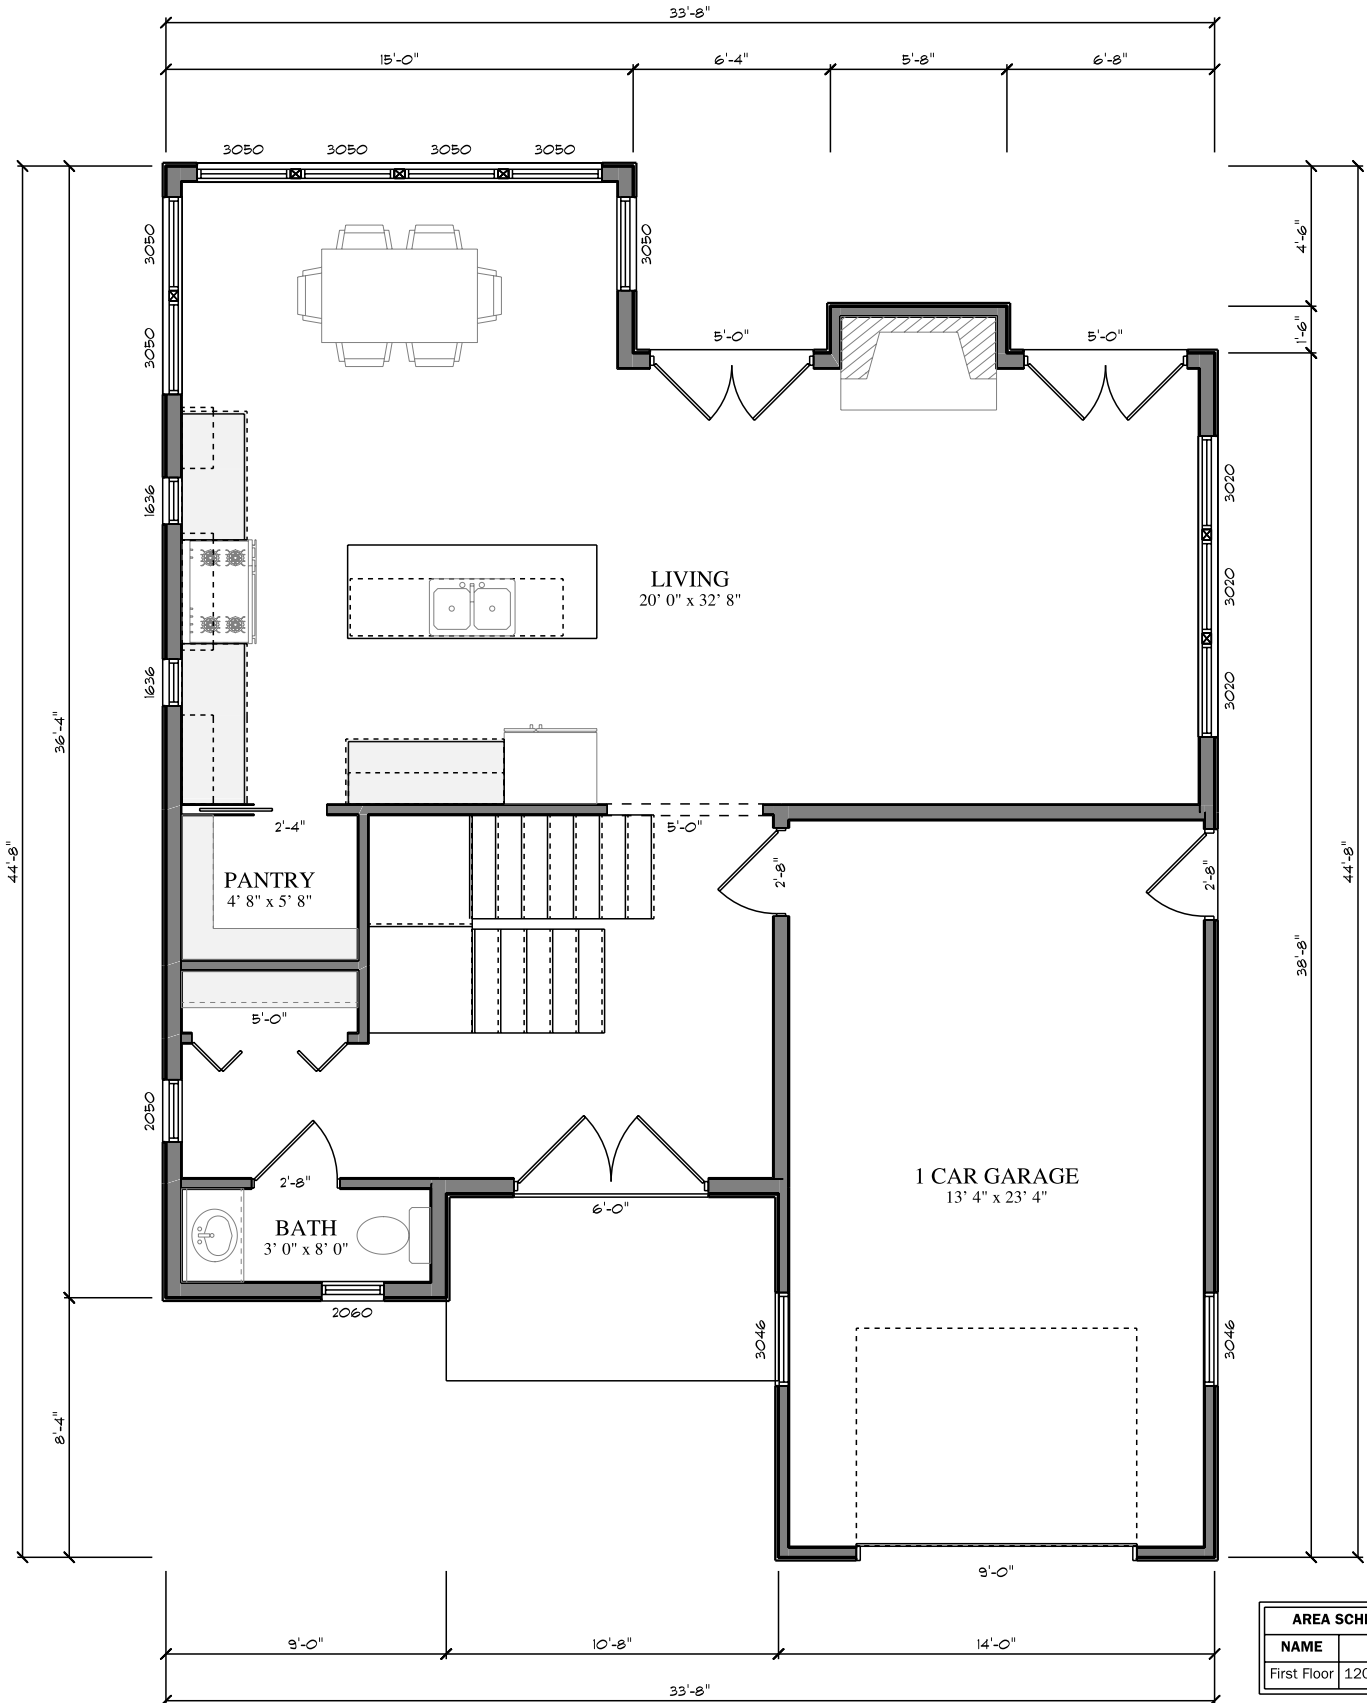 33'-8"
15'-0" 6'-4" 5'-8" 6'-8"
3050 3050 3050 3050
3050
3050
4'-6"
3050
5'-0" 5'-0"
1'-6"
1636
3020
LIVING
20' 0" x 32' 8"
3020
1636
3020
36'-4"
2'-4"
5'-0"
44'-8"
PANTRY
4' 8" x 5' 8"
2'-8"
2'-8"
44'-8"
38'-8"
5'-0"
2050
2'-8"
1 CAR GARAGE
13' 4" x 23' 4"
6'-0"
BATH
3' 0" x 8' 0"
2060
3046
3046
8'-4"
9'-0"
9'-0" 10'-8" 14'-0"
33'-8"
AREA
NAME
First Floor